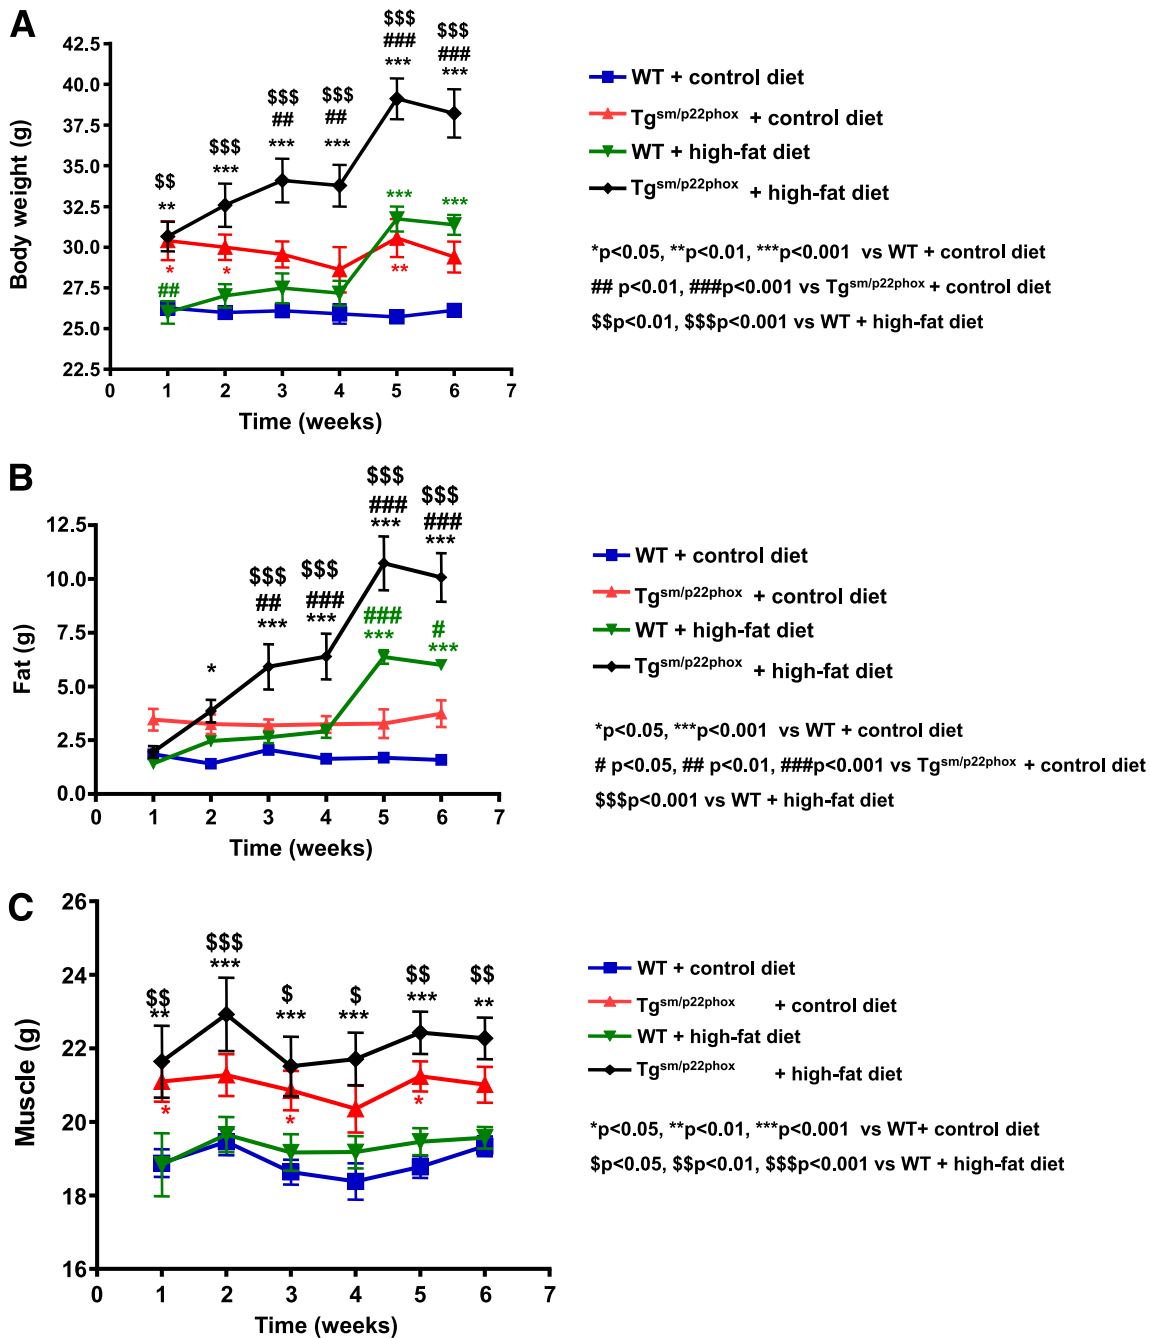 A
$$$
$$$
###
$$$
###
***
***
$$$
##
$$$
##
***
***
$$$
***
$$
**
***
***
*
*
**
##
42.5
40.0
37.5
35.0
32.5
30.0
27.5
25.0
22.5
Body weight (g)
0 1 2 3 4 5 6 7
Time (weeks)
WT + control diet
Tgsm/p22phox + control diet
WT + high-fat diet
Tgsm/p22phox + high-fat diet
*p<0.05, **p<0.01, ***p<0.001 vs WT + control diet
## p<0.01, ###p<0.001 vs Tgsm/p22phox + control diet
$$p<0.01, $$$p<0.001 vs WT + high-fat diet
B
$$$
###
***
$$$
###
***
$$$
##
***
$$$
###
***
*
###
***
#
***
12.5
10.0
7.5
5.0
2.5
0.0
Fat (g)
0 1 2 3 4 5 6 7
Time (weeks)
WT + control diet
Tgsm/p22phox + control diet
WT + high-fat diet
Tgsm/p22phox + high-fat diet
*p<0.05, ***p<0.001 vs WT + control diet
# p<0.05, ## p<0.01, ###p<0.001 vs Tgsm/p22phox + control diet
$$$p<0.001 vs WT + high-fat diet
C
$$
**
$$$
***
$
***
$
***
$$
***
$$
**
*
*
*
26
24
22
20
18
16
Muscle (g)
0 1 2 3 4 5 6 7
Time (weeks)
WT + control diet
Tgsm/p22phox + control diet
WT + high-fat diet
Tgsm/p22phox + high-fat diet
*p<0.05, **p<0.01, ***p<0.001 vs WT+ control diet
$p<0.05, $$p<0.01, $$$p<0.001 vs WT + high-fat diet